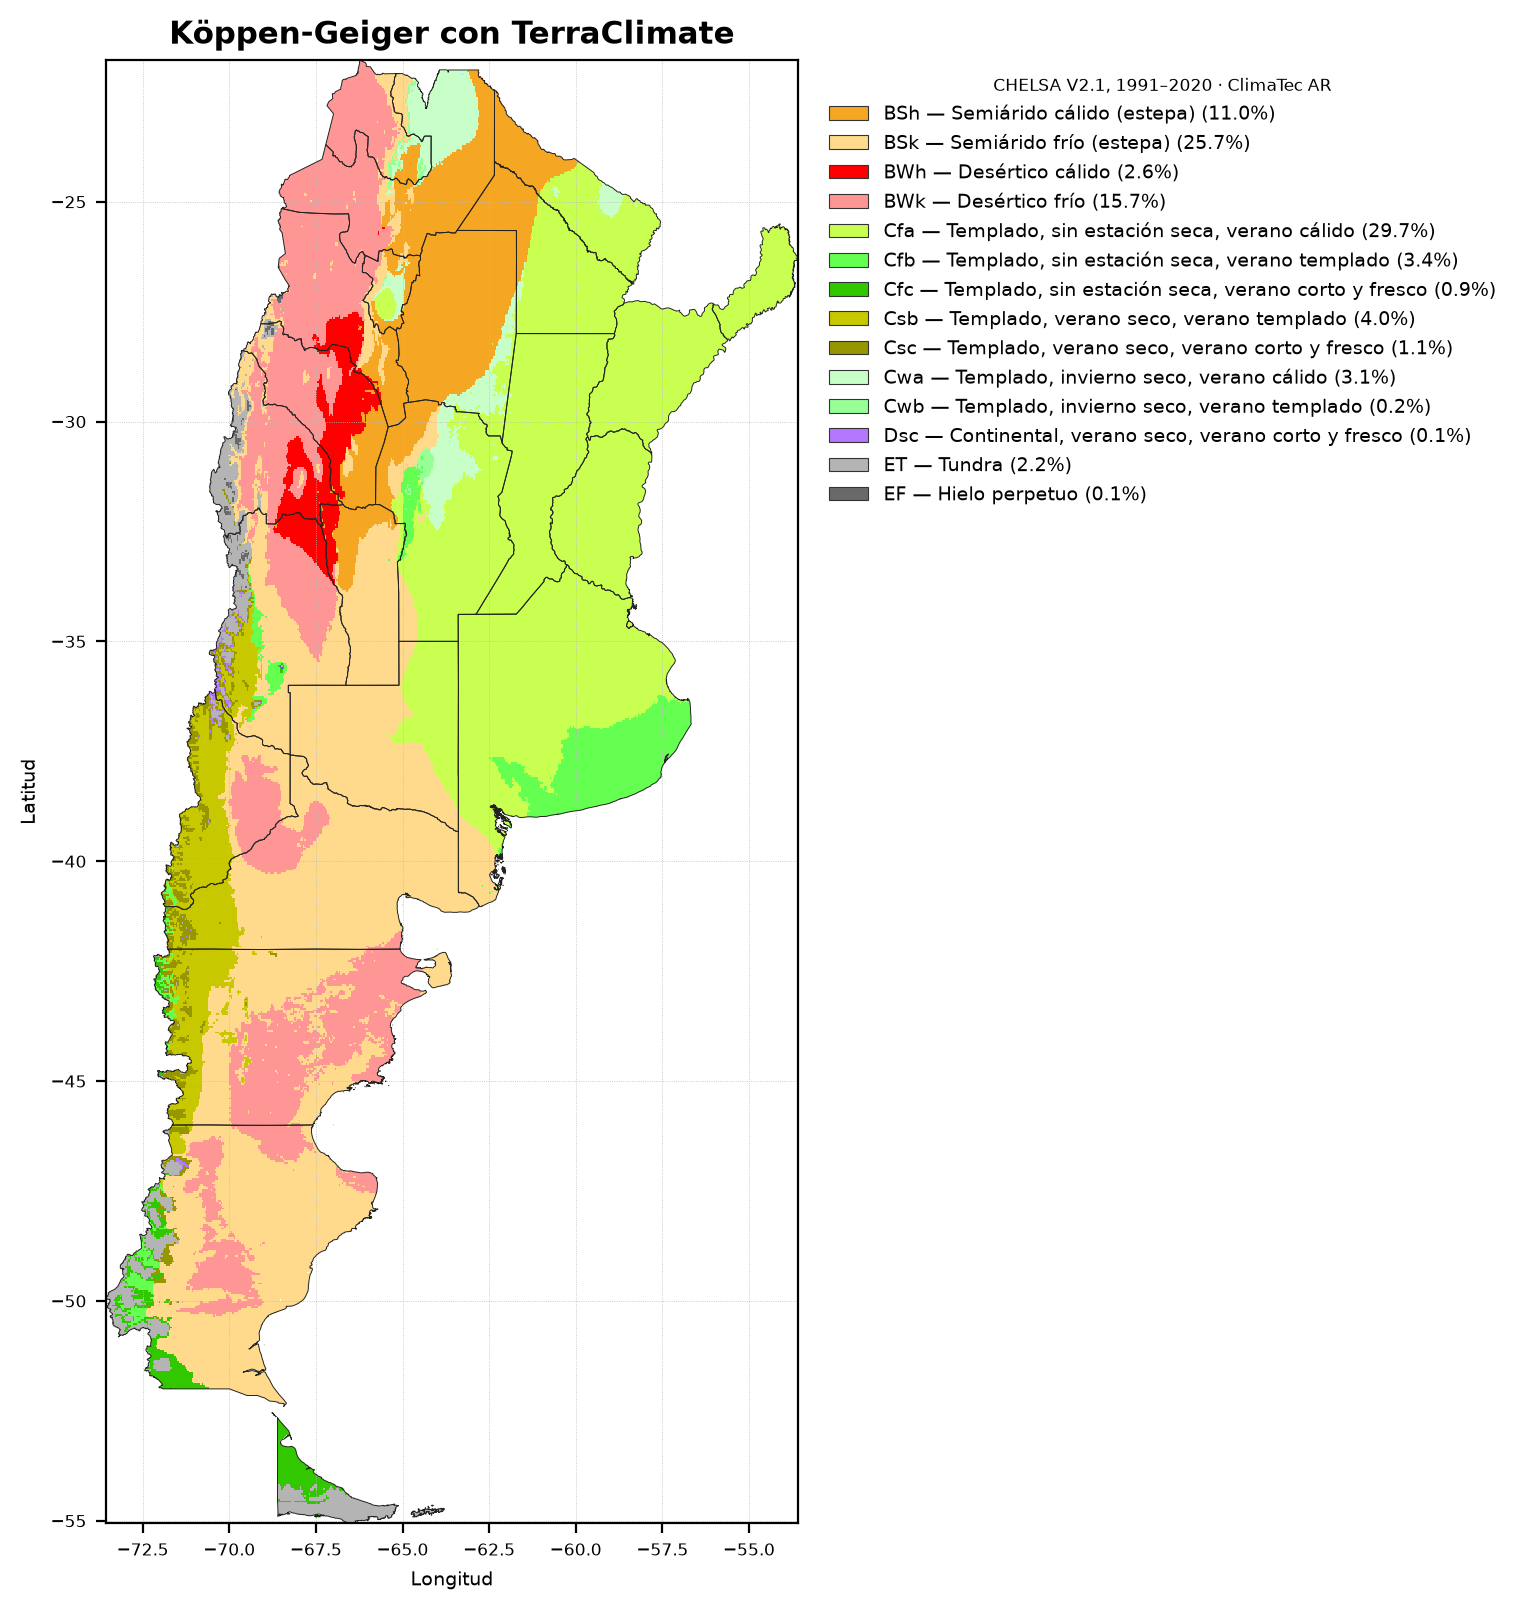 Köppen-Geiger con TerraClimate
CHELSA V2.1, 1991–2020 · ClimaTec AR
BSh — Semiárido cálido (estepa) (11.0%)
BSk — Semiárido frío (estepa) (25.7%)
BWh — Desértico cálido (2.6%)
BWk — Desértico frío (15.7%)
Cfa — Templado, sin estación seca, verano cálido (29.7%)
Cfb — Templado, sin estación seca, verano templado (3.4%)
Cfc — Templado, sin estación seca, verano corto y fresco (0.9%)
Csb — Templado, verano seco, verano templado (4.0%)
Csc — Templado, verano seco, verano corto y fresco (1.1%)
Cwa — Templado, invierno seco, verano cálido (3.1%)
Cwb — Templado, invierno seco, verano templado (0.2%)
Dsc — Continental, verano seco, verano corto y fresco (0.1%)
ET — Tundra (2.2%)
EF — Hielo perpetuo (0.1%)
−25
−30
−35
−40
−45
−50
−55
Latitud
−72.5 −70.0 −67.5 −65.0 −62.5 −60.0 −57.5 −55.0
Longitud